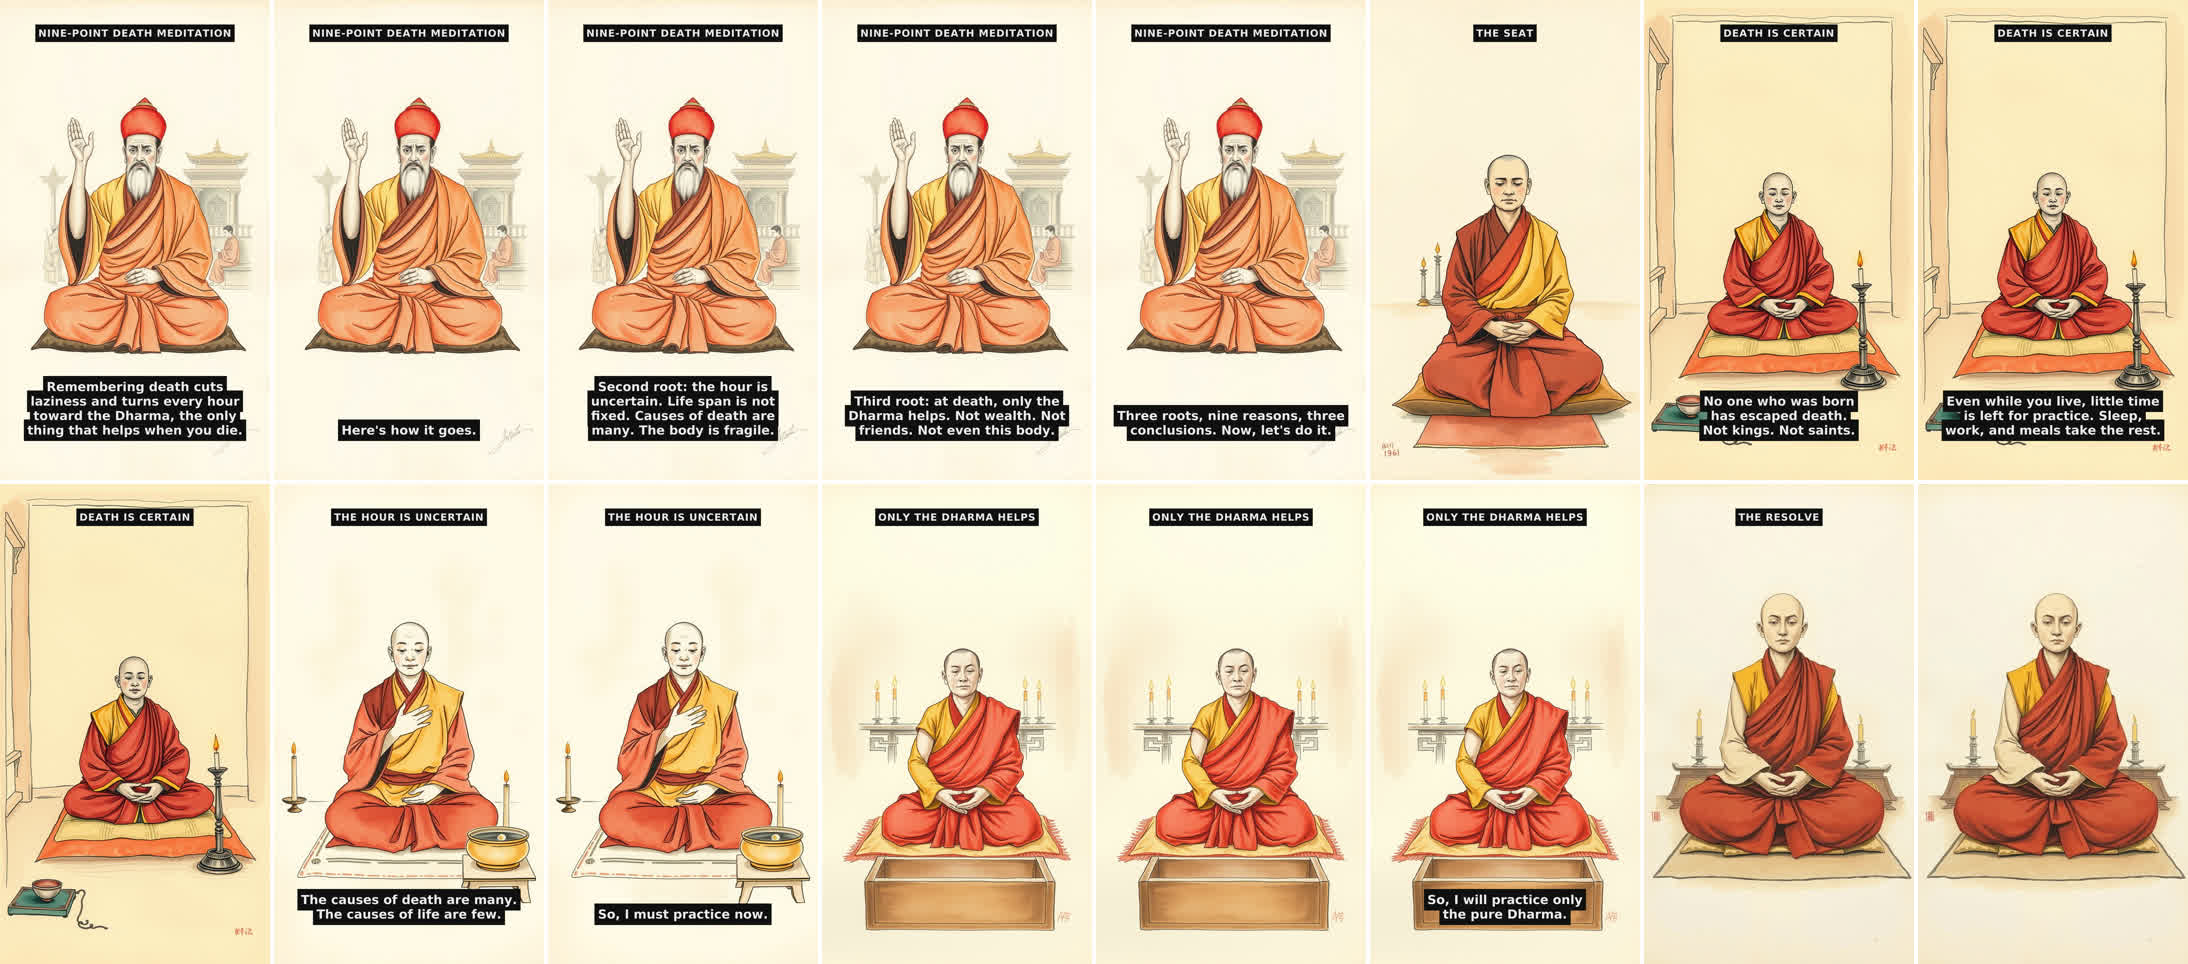 NINE-POINT DEATH MEDITATION
Remembering death cuts
laziness and turns every hour
toward the Dharma, the only
thing that helps when you die.
NINE-POINT DEATH MEDITATION
Here's how it goes.
NINE-POINT DEATH MEDITATION
Second root: the hour is
uncertain. Life span is not
fixed. Causes of death are
many. The body is fragile.
NINE-POINT DEATH MEDITATION
Third root: at death, only the
Dharma helps. Not wealth. Not
friends. Not even this body.
NINE-POINT DEATH MEDITATION
Three roots, nine reasons, three
conclusions. Now, let's do it.
THE SEAT
1961
DEATH IS CERTAIN
No one who was born
has escaped death.
Not kings. Not saints.
DEATH IS CERTAIN
Even while you live, little time
is left for practice. Sleep,
work, and meals take the rest.
DEATH IS CERTAIN
THE HOUR IS UNCERTAIN
The causes of death are many.
The causes of life are few.
THE HOUR IS UNCERTAIN
So, I must practice now.
ONLY THE DHARMA HELPS
ONLY THE DHARMA HELPS
ONLY THE DHARMA HELPS
So, I will practice only
the pure Dharma.
THE RESOLVE